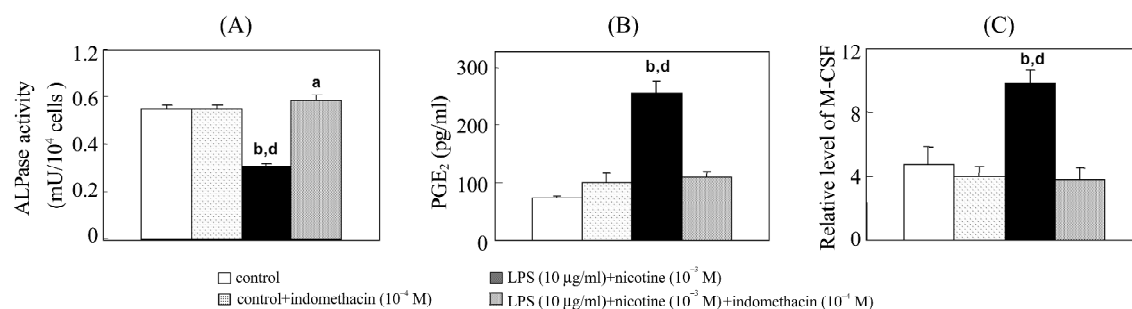 (A)
(B)
(C)
ALPase activity
(mU/10⁴ cells )
1.2
0.6
0.4
0.2
0
b,d
a
PGE₂ (pg/ml)
300
200
100
0
b,d
Relative level of M-CSF
12
8
4
0
b,d
control
control+indomethacin (10⁻⁴ M)
LPS (10 µg/ml)+nicotine (10⁻³ M)
LPS (10 µg/ml)+nicotine (10⁻³ M)+indomethacin (10⁻⁴ M)